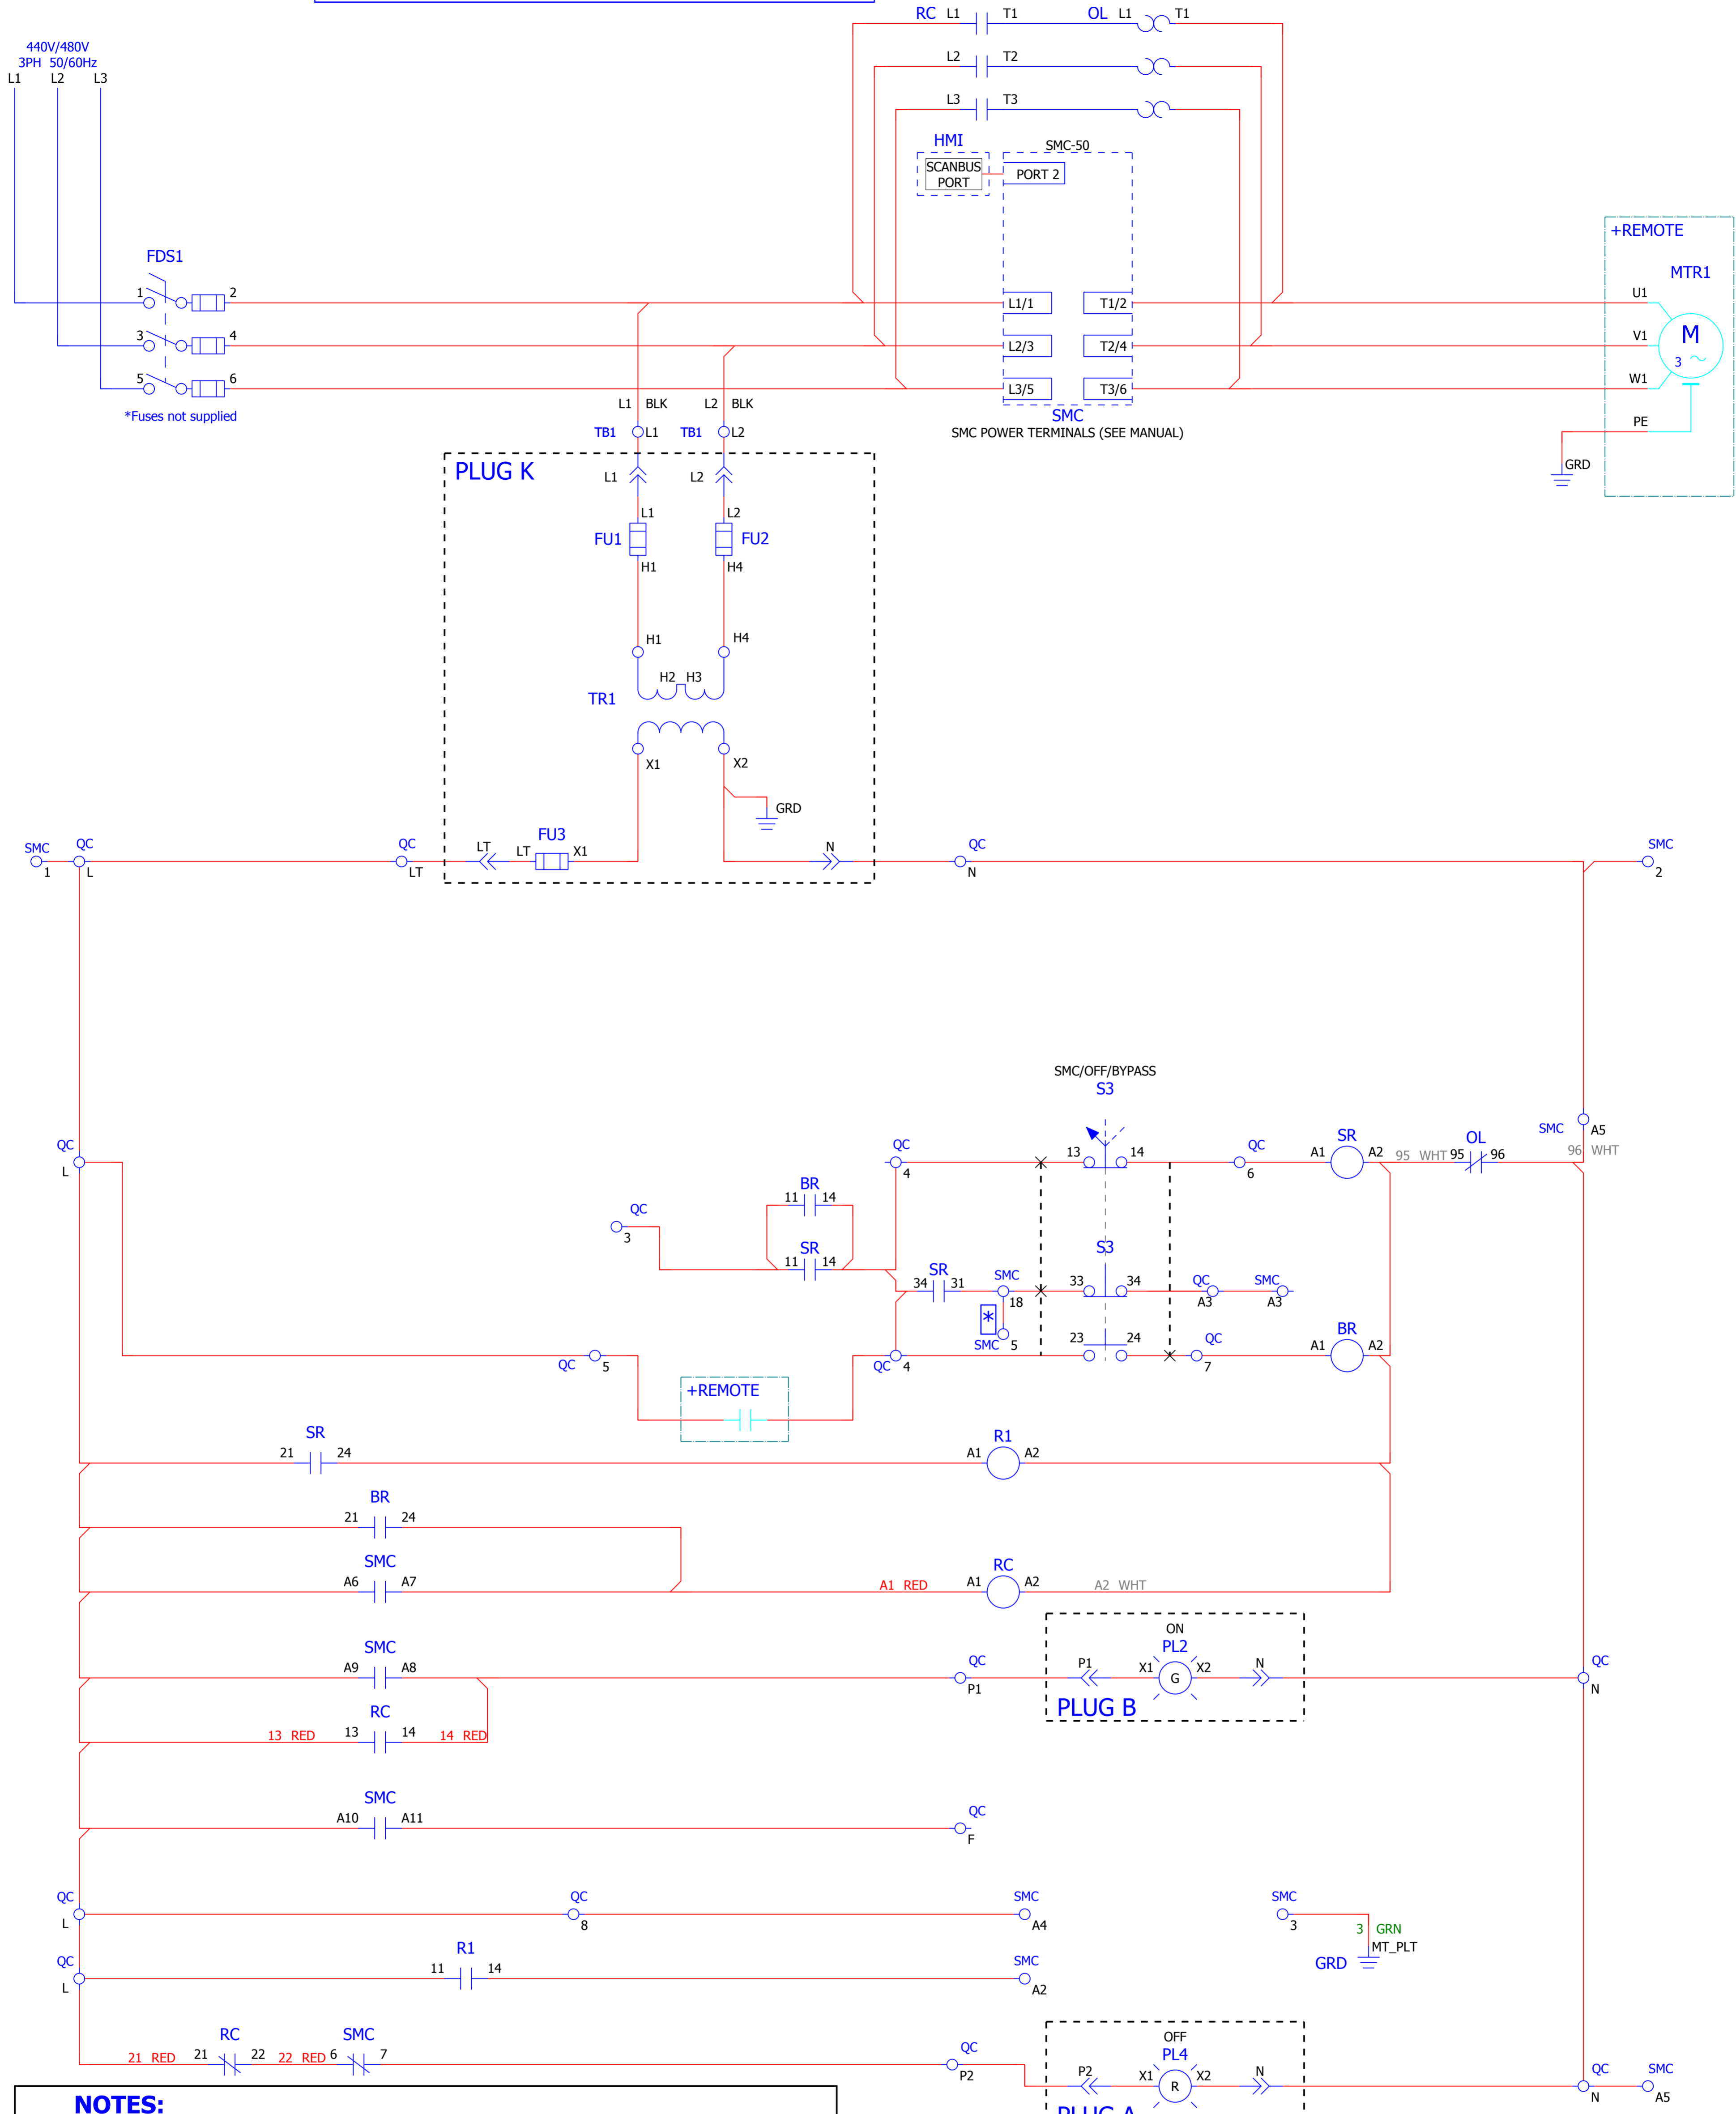 RC L1 T1 OL L1 T1
440V/480V
3PH 50/60Hz
L1 L2 L3
L2 T2
L3 T3
HMI
SMC-50
SCANBUS
PORT
PORT 2
+REMOTE
FDS1
MTR1
1 2 L1/1 T1/2 U1
3 4 L2/3 T2/4 V1
M
3
5 6 L3/5 T3/6 W1
*Fuses not supplied
L1 BLK L2 BLK
SMC
PE
TB1 L1 TB1 L2
SMC POWER TERMINALS (SEE MANUAL)
PLUG K
L1 L2
GRD
L1 L2
FU1 FU2
H1 H4
H1 H4
H2 H3
TR1
X1 X2
GRD
FU3
SMC QC QC LT LT X1 N QC SMC
1 L LT N 2
SMC/OFF/BYPASS
S3
SMC A5
QC QC 13 14 QC SR OL
A1 A2 95 WHT 95 96 96 WHT
L 4 6
BR
11 14
QC
3
SR
11 14
S3
SR
34 31 SMC 33 34 QC SMC
18 A3 A3
*
SMC 5
23 24 QC BR
A1 A2
QC 5 QC 4 7
+REMOTE
SR R1
21 24 A1 A2
BR
21 24
SMC RC
A6 A7 A1 RED A1 A2 A2 WHT
ON
SMC PL2
A9 A8 QC P1 X1 G X2 N QC
P1 N
RC PLUG B
13 RED 13 14 14 RED
SMC
A10 A11 QC
F
QC QC SMC SMC
L 8 A4 3
3 GRN
MT_PLT
GRD
QC R1 SMC
11 14
L A2
OFF
RC SMC QC PL4
21 RED 21 22 22 RED 6 7
P2 P2 X1 R X2 N QC SMC
N A5
NOTES:
PLUG A